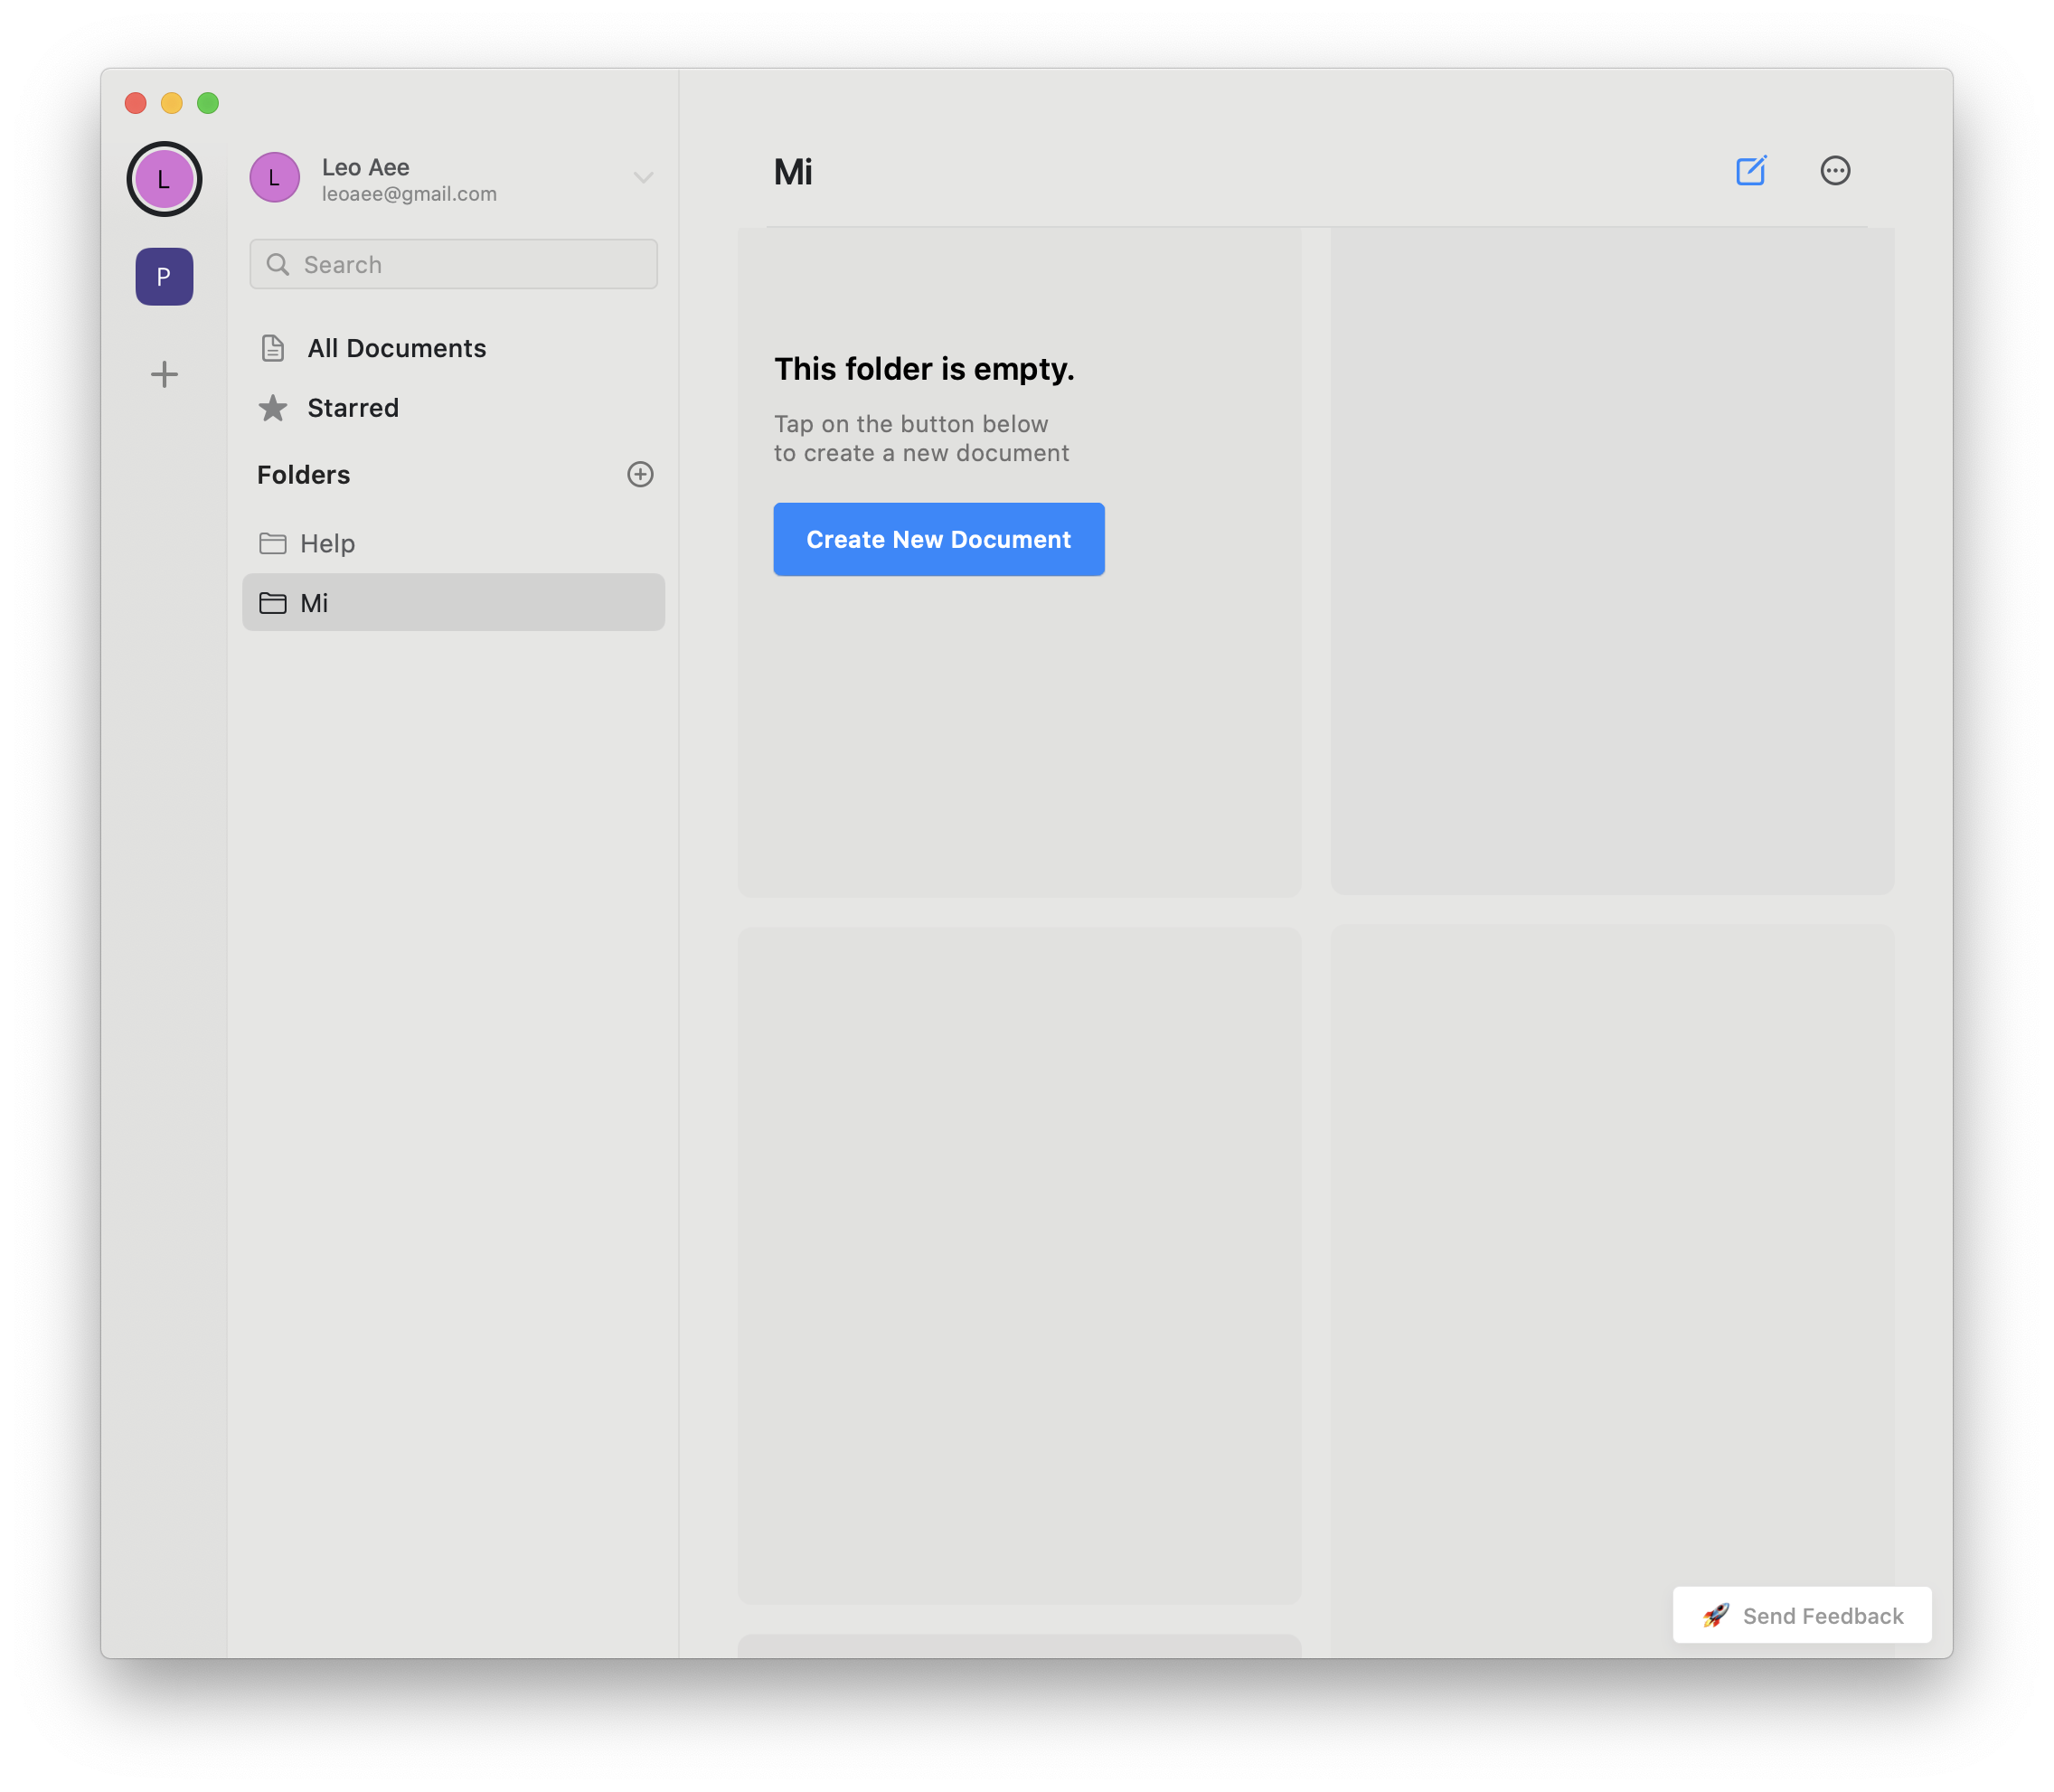 L
P
L
Leo Aee
leoaee@gmail.com
Search
All Documents
Starred
Folders
Help
Mi
Mi
This folder is empty.
Tap on the button below
to create a new document
Create New Document
Send Feedback